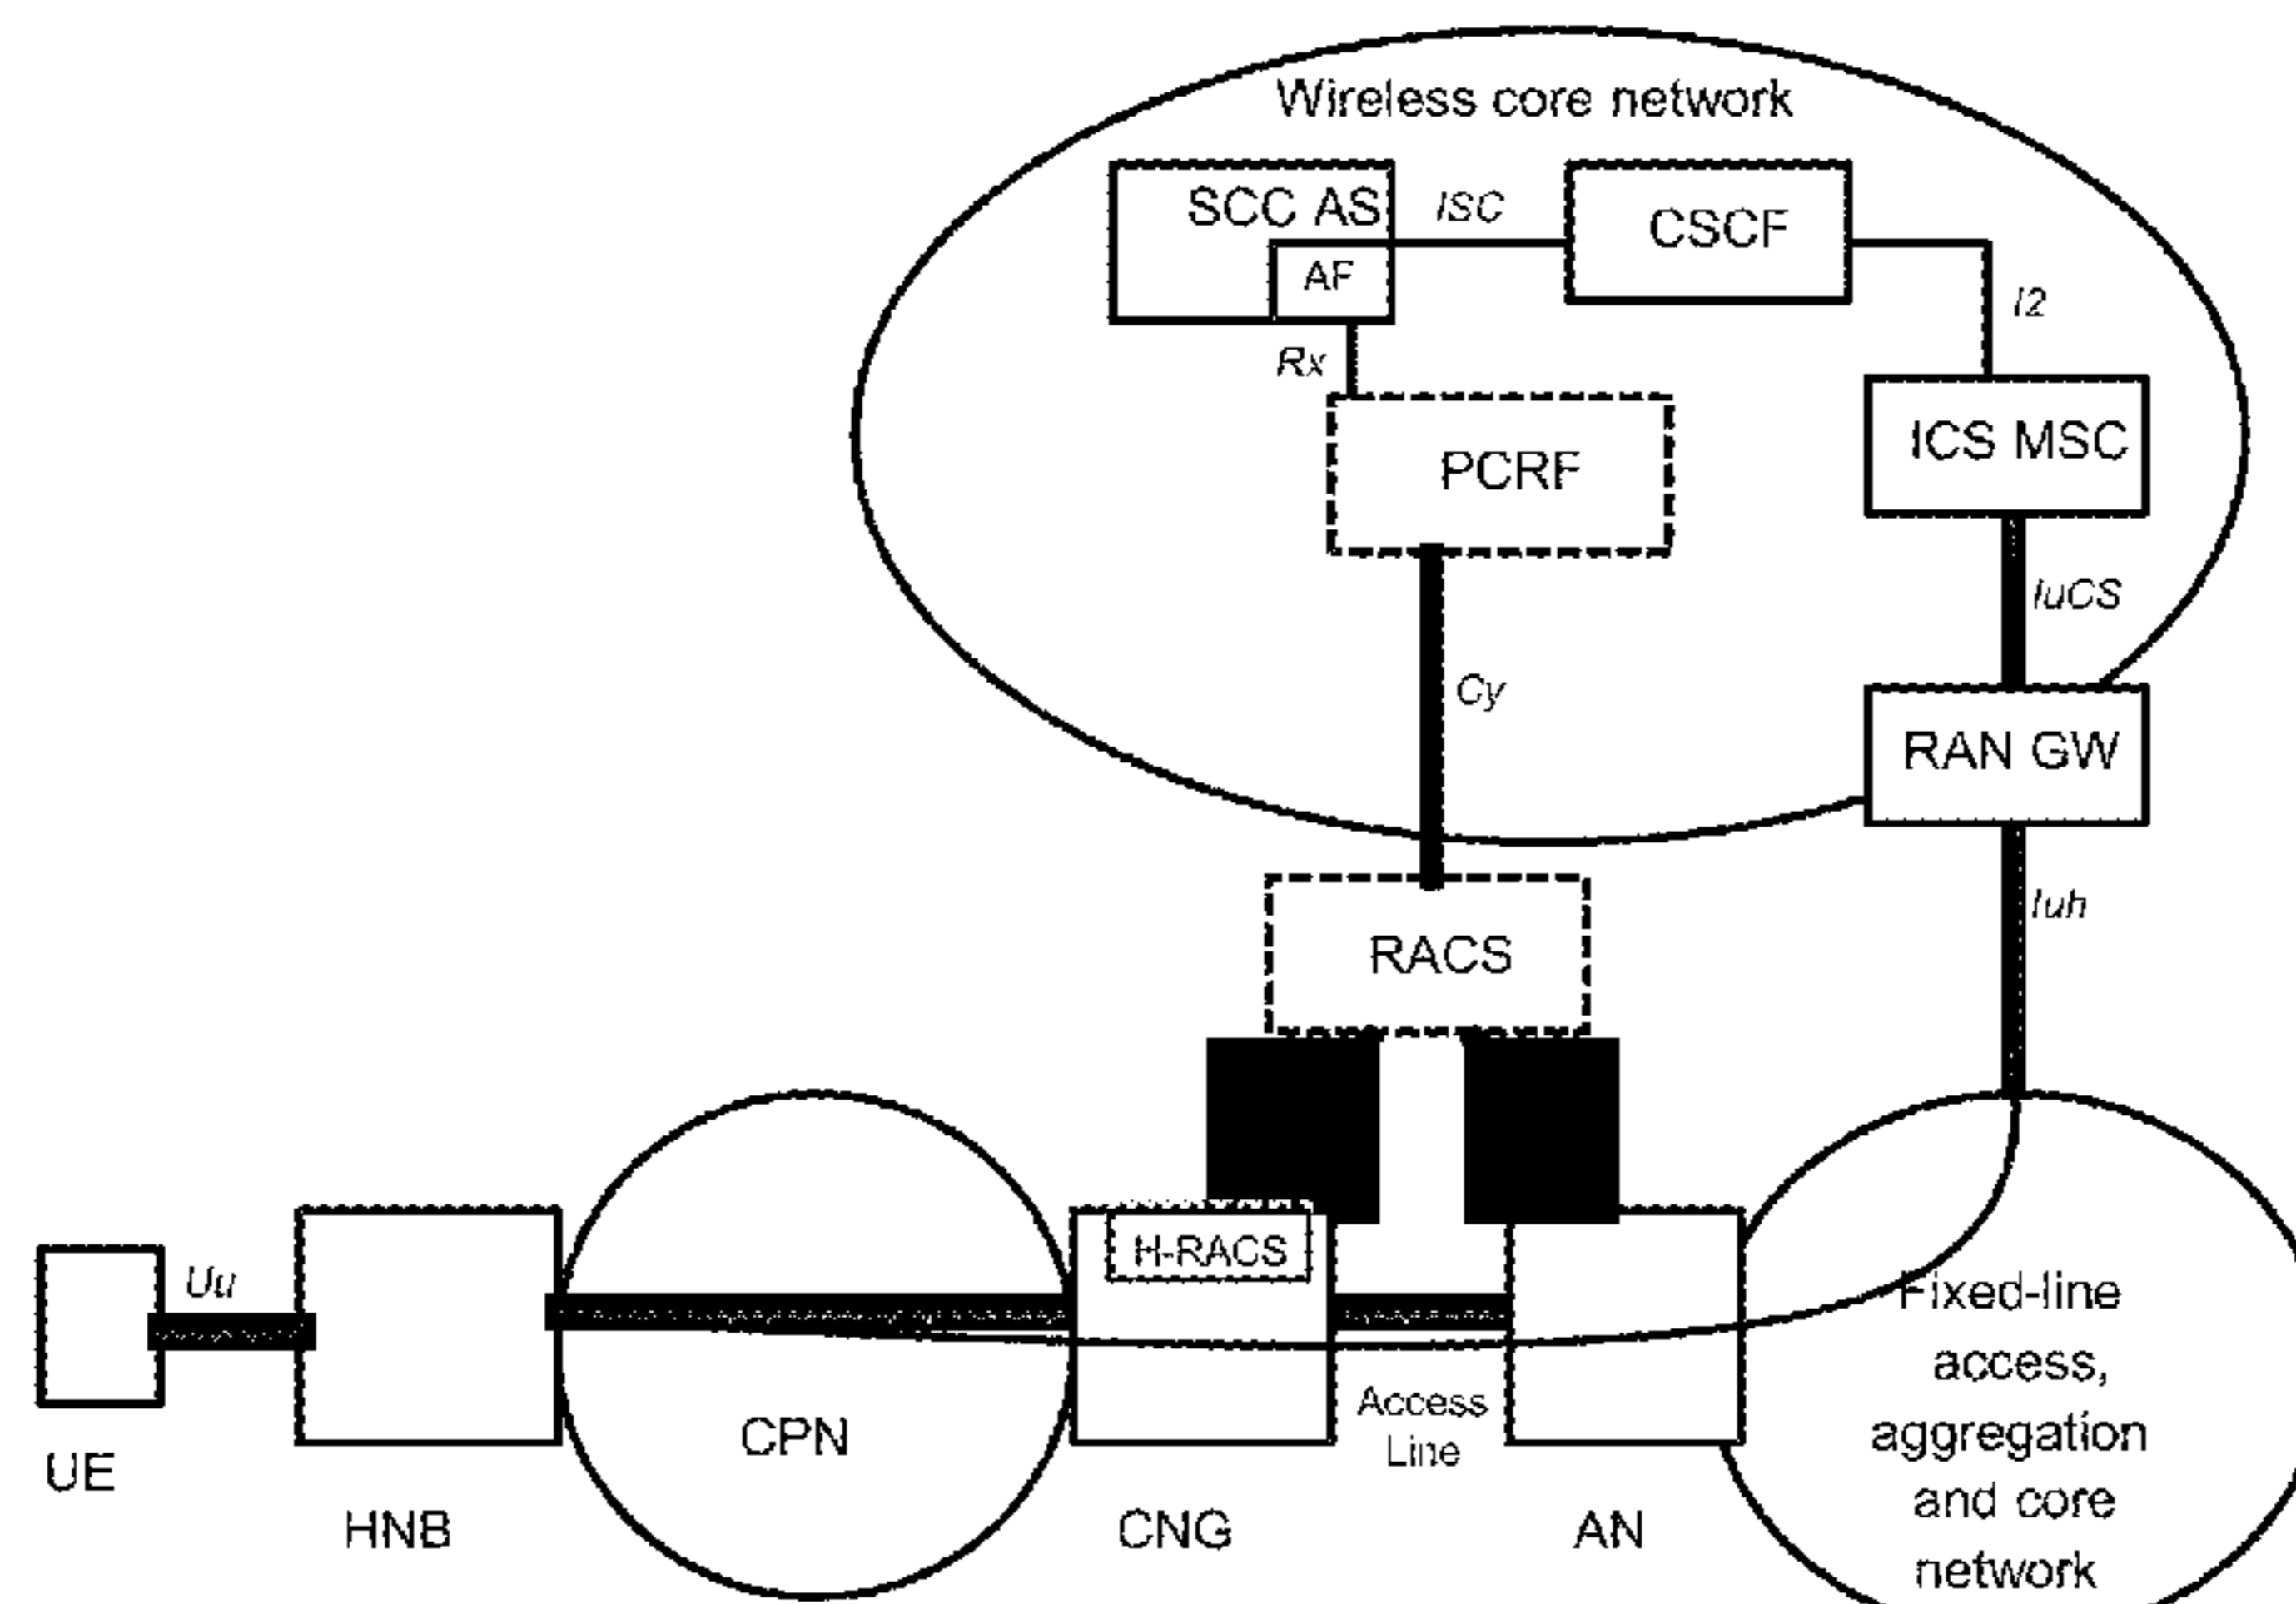 Wireless core network
SCC AS
ISC
CSCF
AF
I2
Rx
ICS MSC
PCRF
IuCS
Cy
RAN GW
Iuh
RACS
H-RACS
Uu
Fixed-line
access,
aggregation
and core
network
Access
Line
CPN
UE
HNB
CNG
AN